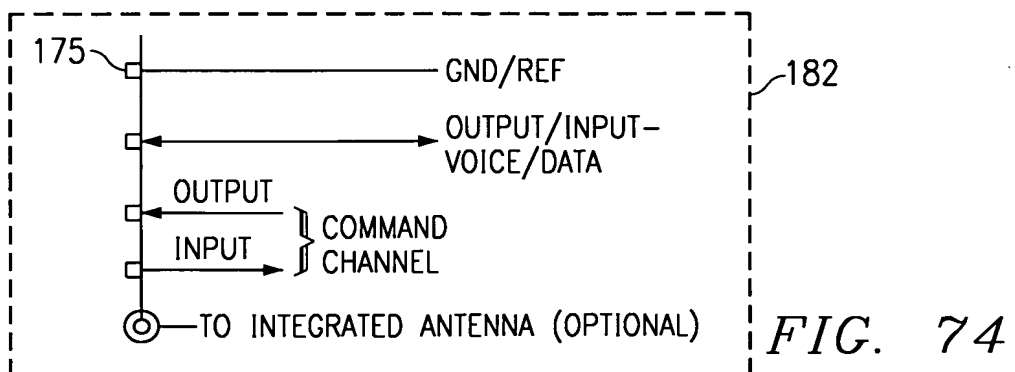 175
GND/REF
182
OUTPUT/INPUT-
VOICE/DATA
OUTPUT
COMMAND
INPUT
CHANNEL
TO INTEGRATED ANTENNA (OPTIONAL)
FIG. 74